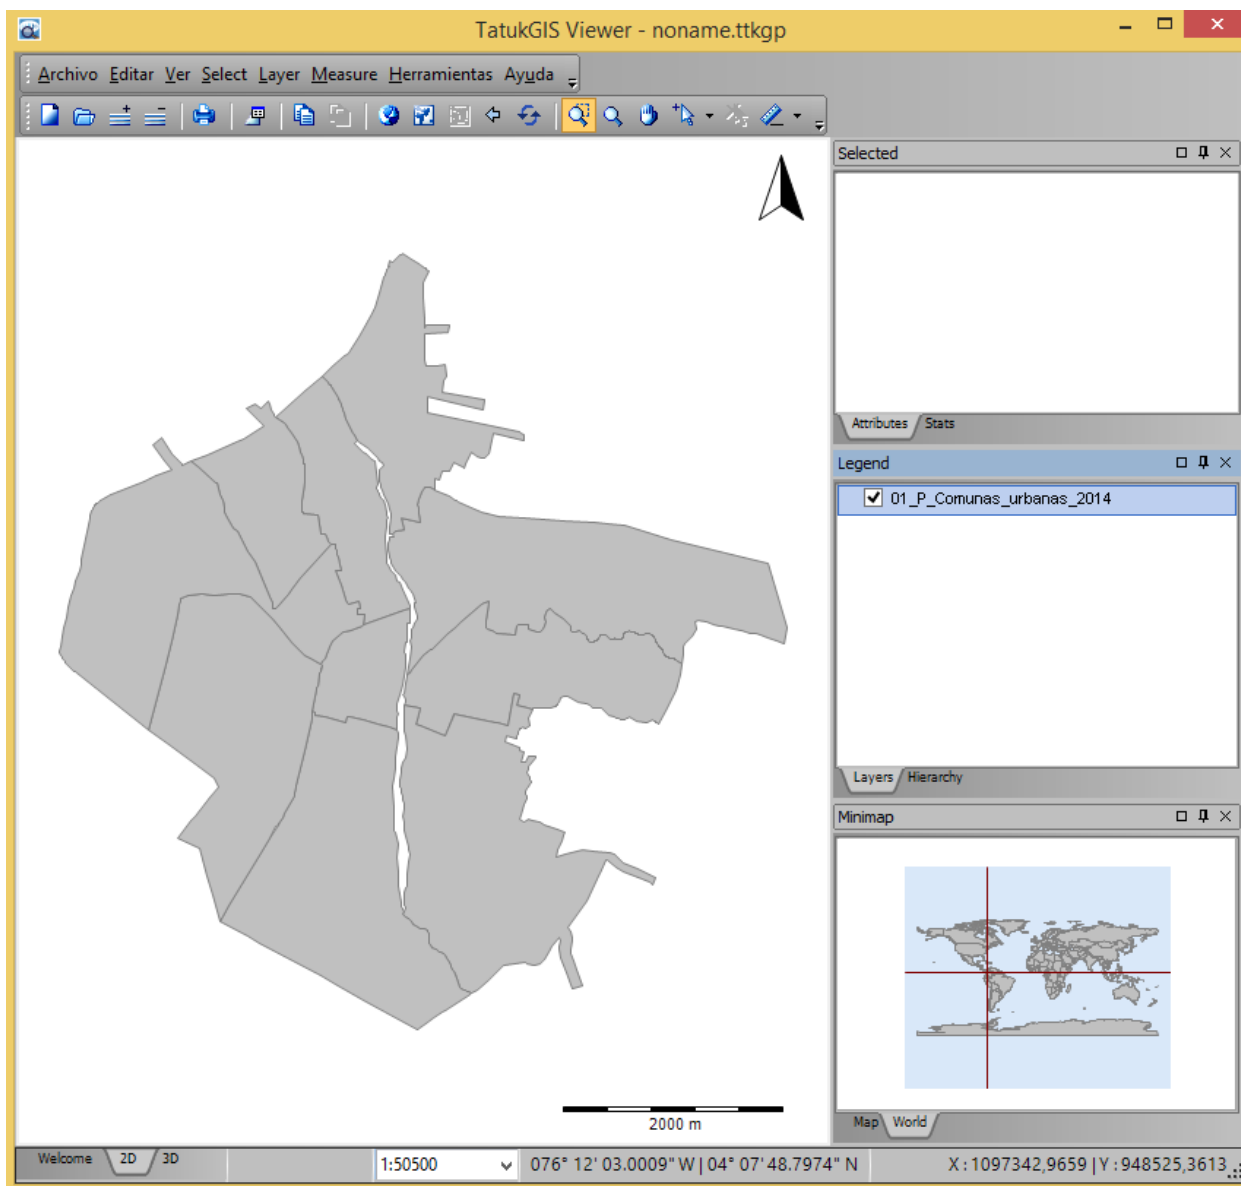 TatukGIS Viewer - noname.ttkgp
Archivo Editar Ver Select Layer Measure Herramientas Ayuda
Selected
Attributes Stats
Legend
01_P_Comunas_urbanas_2014
Layers Hierarchy
Minimap
2000 m
Map World
Welcome 2D 3D 1:50500 076° 12' 03.0009" W | 04° 07' 48.7974" N X : 1097342,9659 | Y : 948525,3613